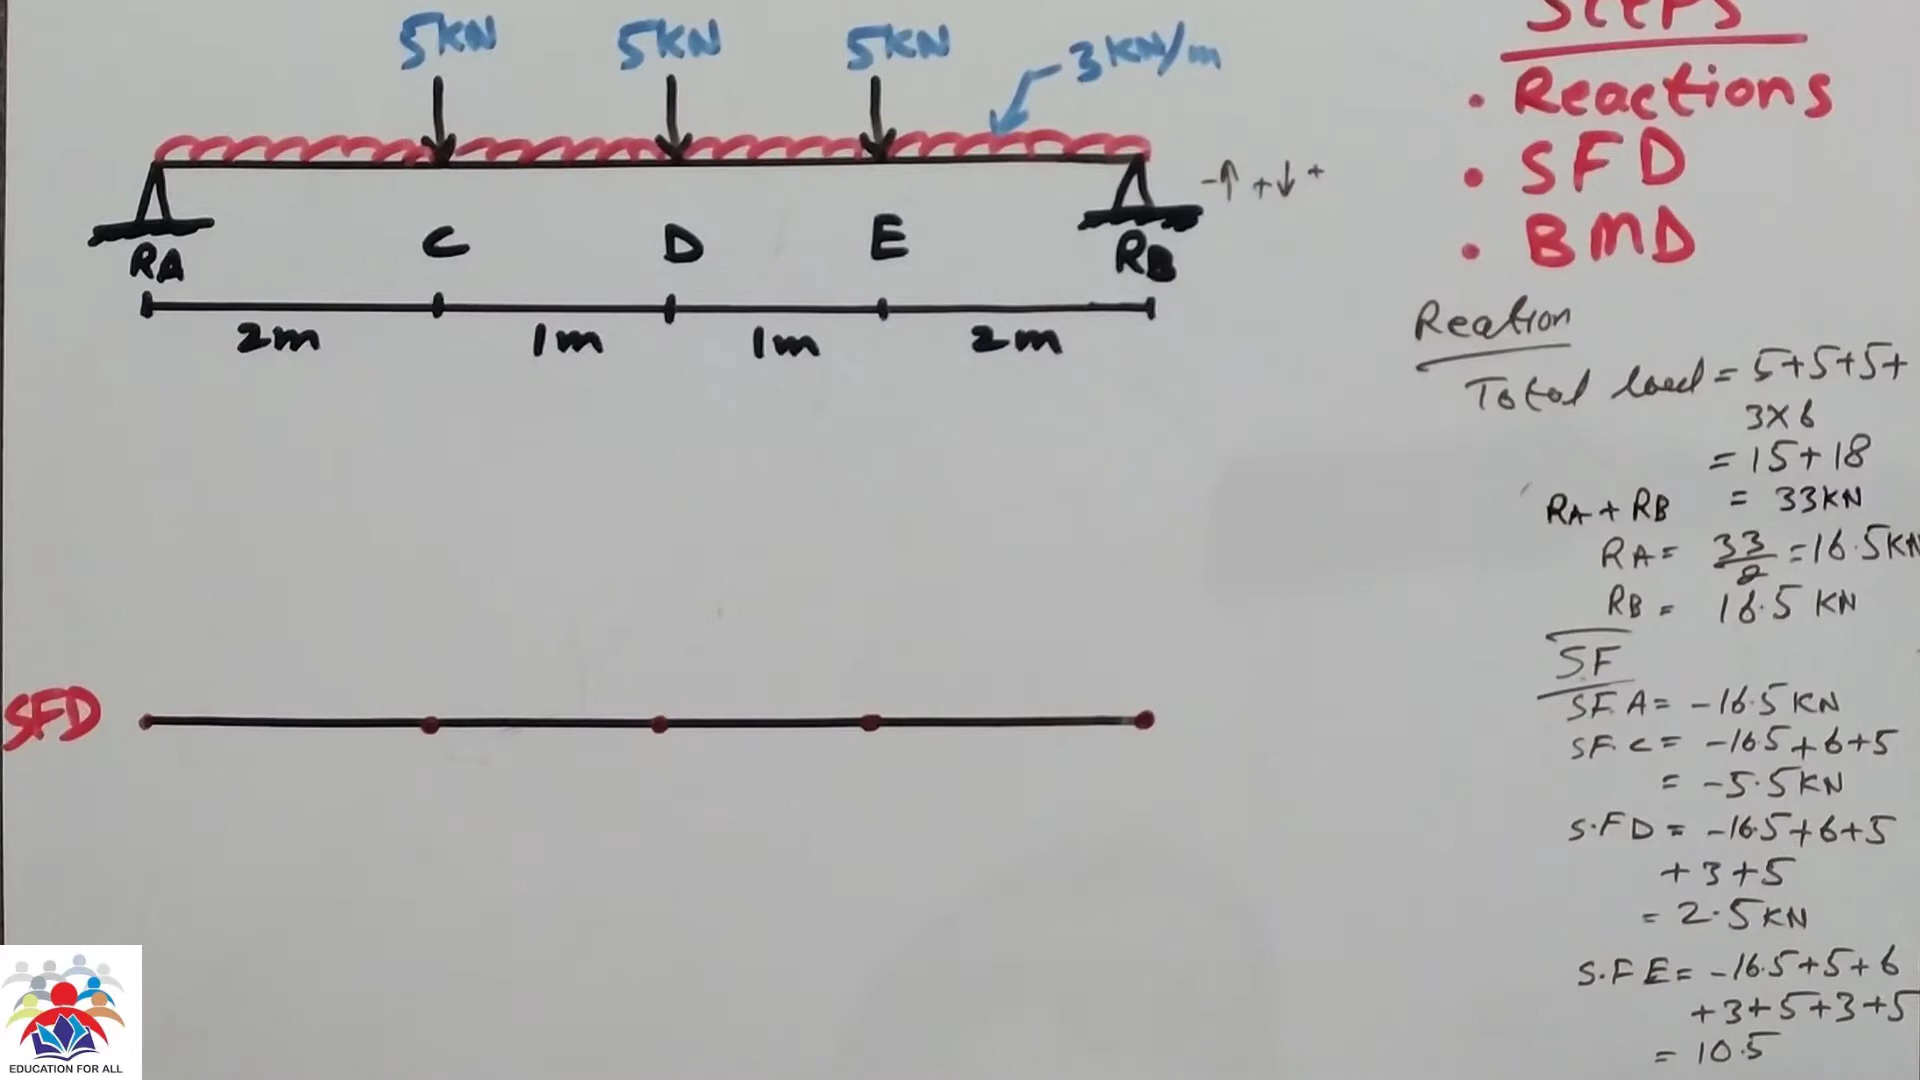 5KN 5KN 5KN 3KN/m
-↑ +↓ +
RA C D E RB
2m 1m 1m 2m
SFD
Steps
• Reactions
• SFD
• BMD
Reation
Total load = 5+5+5+
3×6
= 15+18
RA + RB = 33KN
RA = 33/2 = 16.5KN
RB = 16.5 KN
SF
SF.A = -16.5 KN
SF.C = -16.5+6+5
= -5.5KN
S.F D = -16.5+6+5
+3+5
= 2.5KN
S.F E = -16.5+5+6
+3+5+3+5
= 10.5
EDUCATION FOR ALL